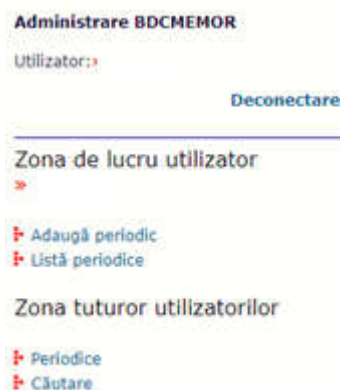 Administrare BDCMEMOR
Utilizator:›
Deconectare
Zona de lucru utilizator
»
Adaugă periodic
Listă periodice
Zona tuturor utilizatorilor
Periodice
Căutare